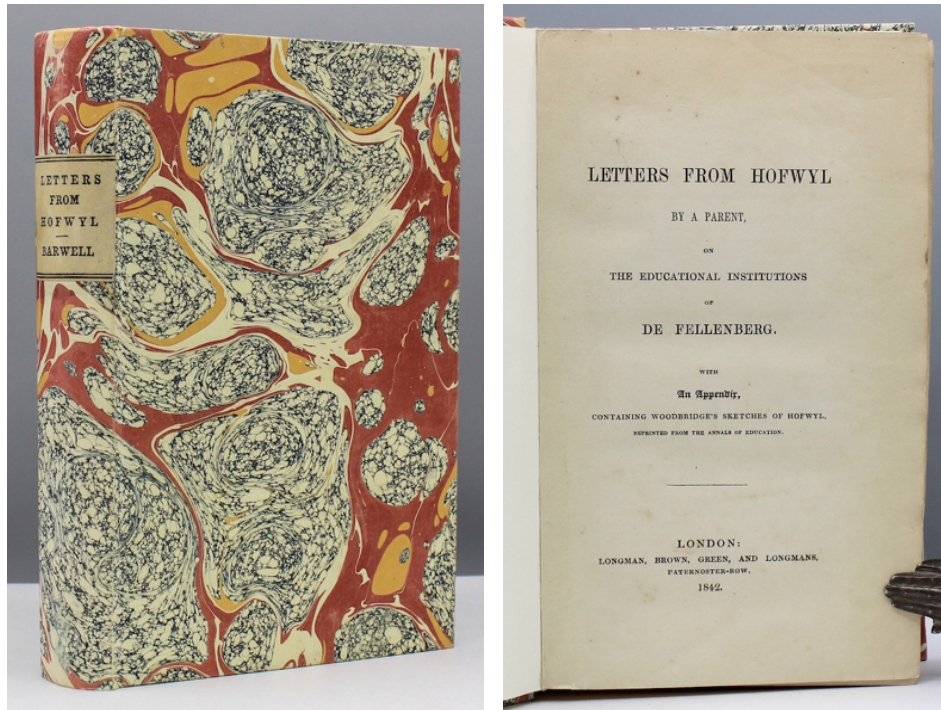 LETTERS
FROM
HOFWYL
BARWELL
LETTERS FROM HOFWYL
BY A PARENT,
ON
THE EDUCATIONAL INSTITUTIONS
OF
DE FELLENBERG.
WITH
An Appendix,
CONTAINING WOODBRIDGE'S SKETCHES OF HOFWYL,
REPRINTED FROM THE ANNALS OF EDUCATION.
LONDON:
LONGMAN, BROWN, GREEN, AND LONGMANS,
PATERNOSTER-ROW.
1842.